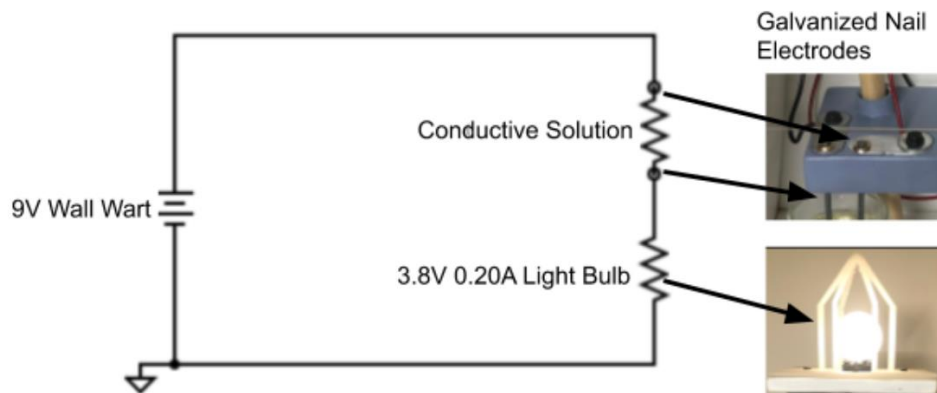 Galvanized Nail
Electrodes
Conductive Solution
9V Wall Wart
3.8V 0.20A Light Bulb